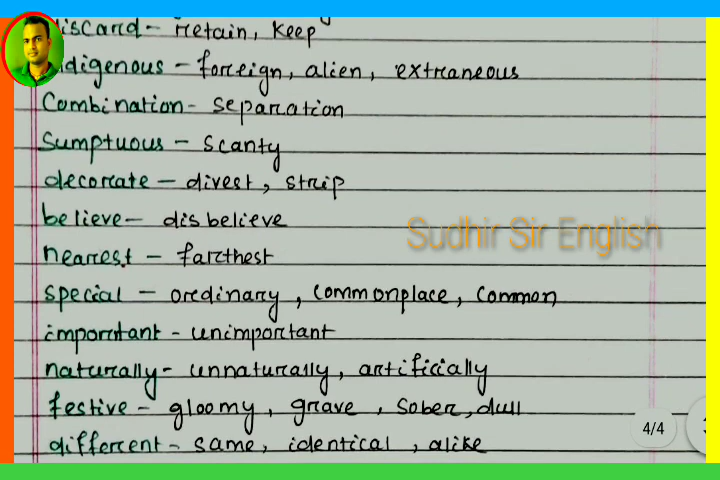 discard - retain, keep
indigenous - foreign, alien, extraneous
Combination - separation
Sumptuous - scanty
decorate - divest, strip
believe - disbelieve
nearest - farthest
special - ordinary, commonplace, common
important - unimportant
naturally - unnaturally, artificially
festive - gloomy, grave, sober, dull
different - same, identical, alike
Sudhir Sir English
4/4